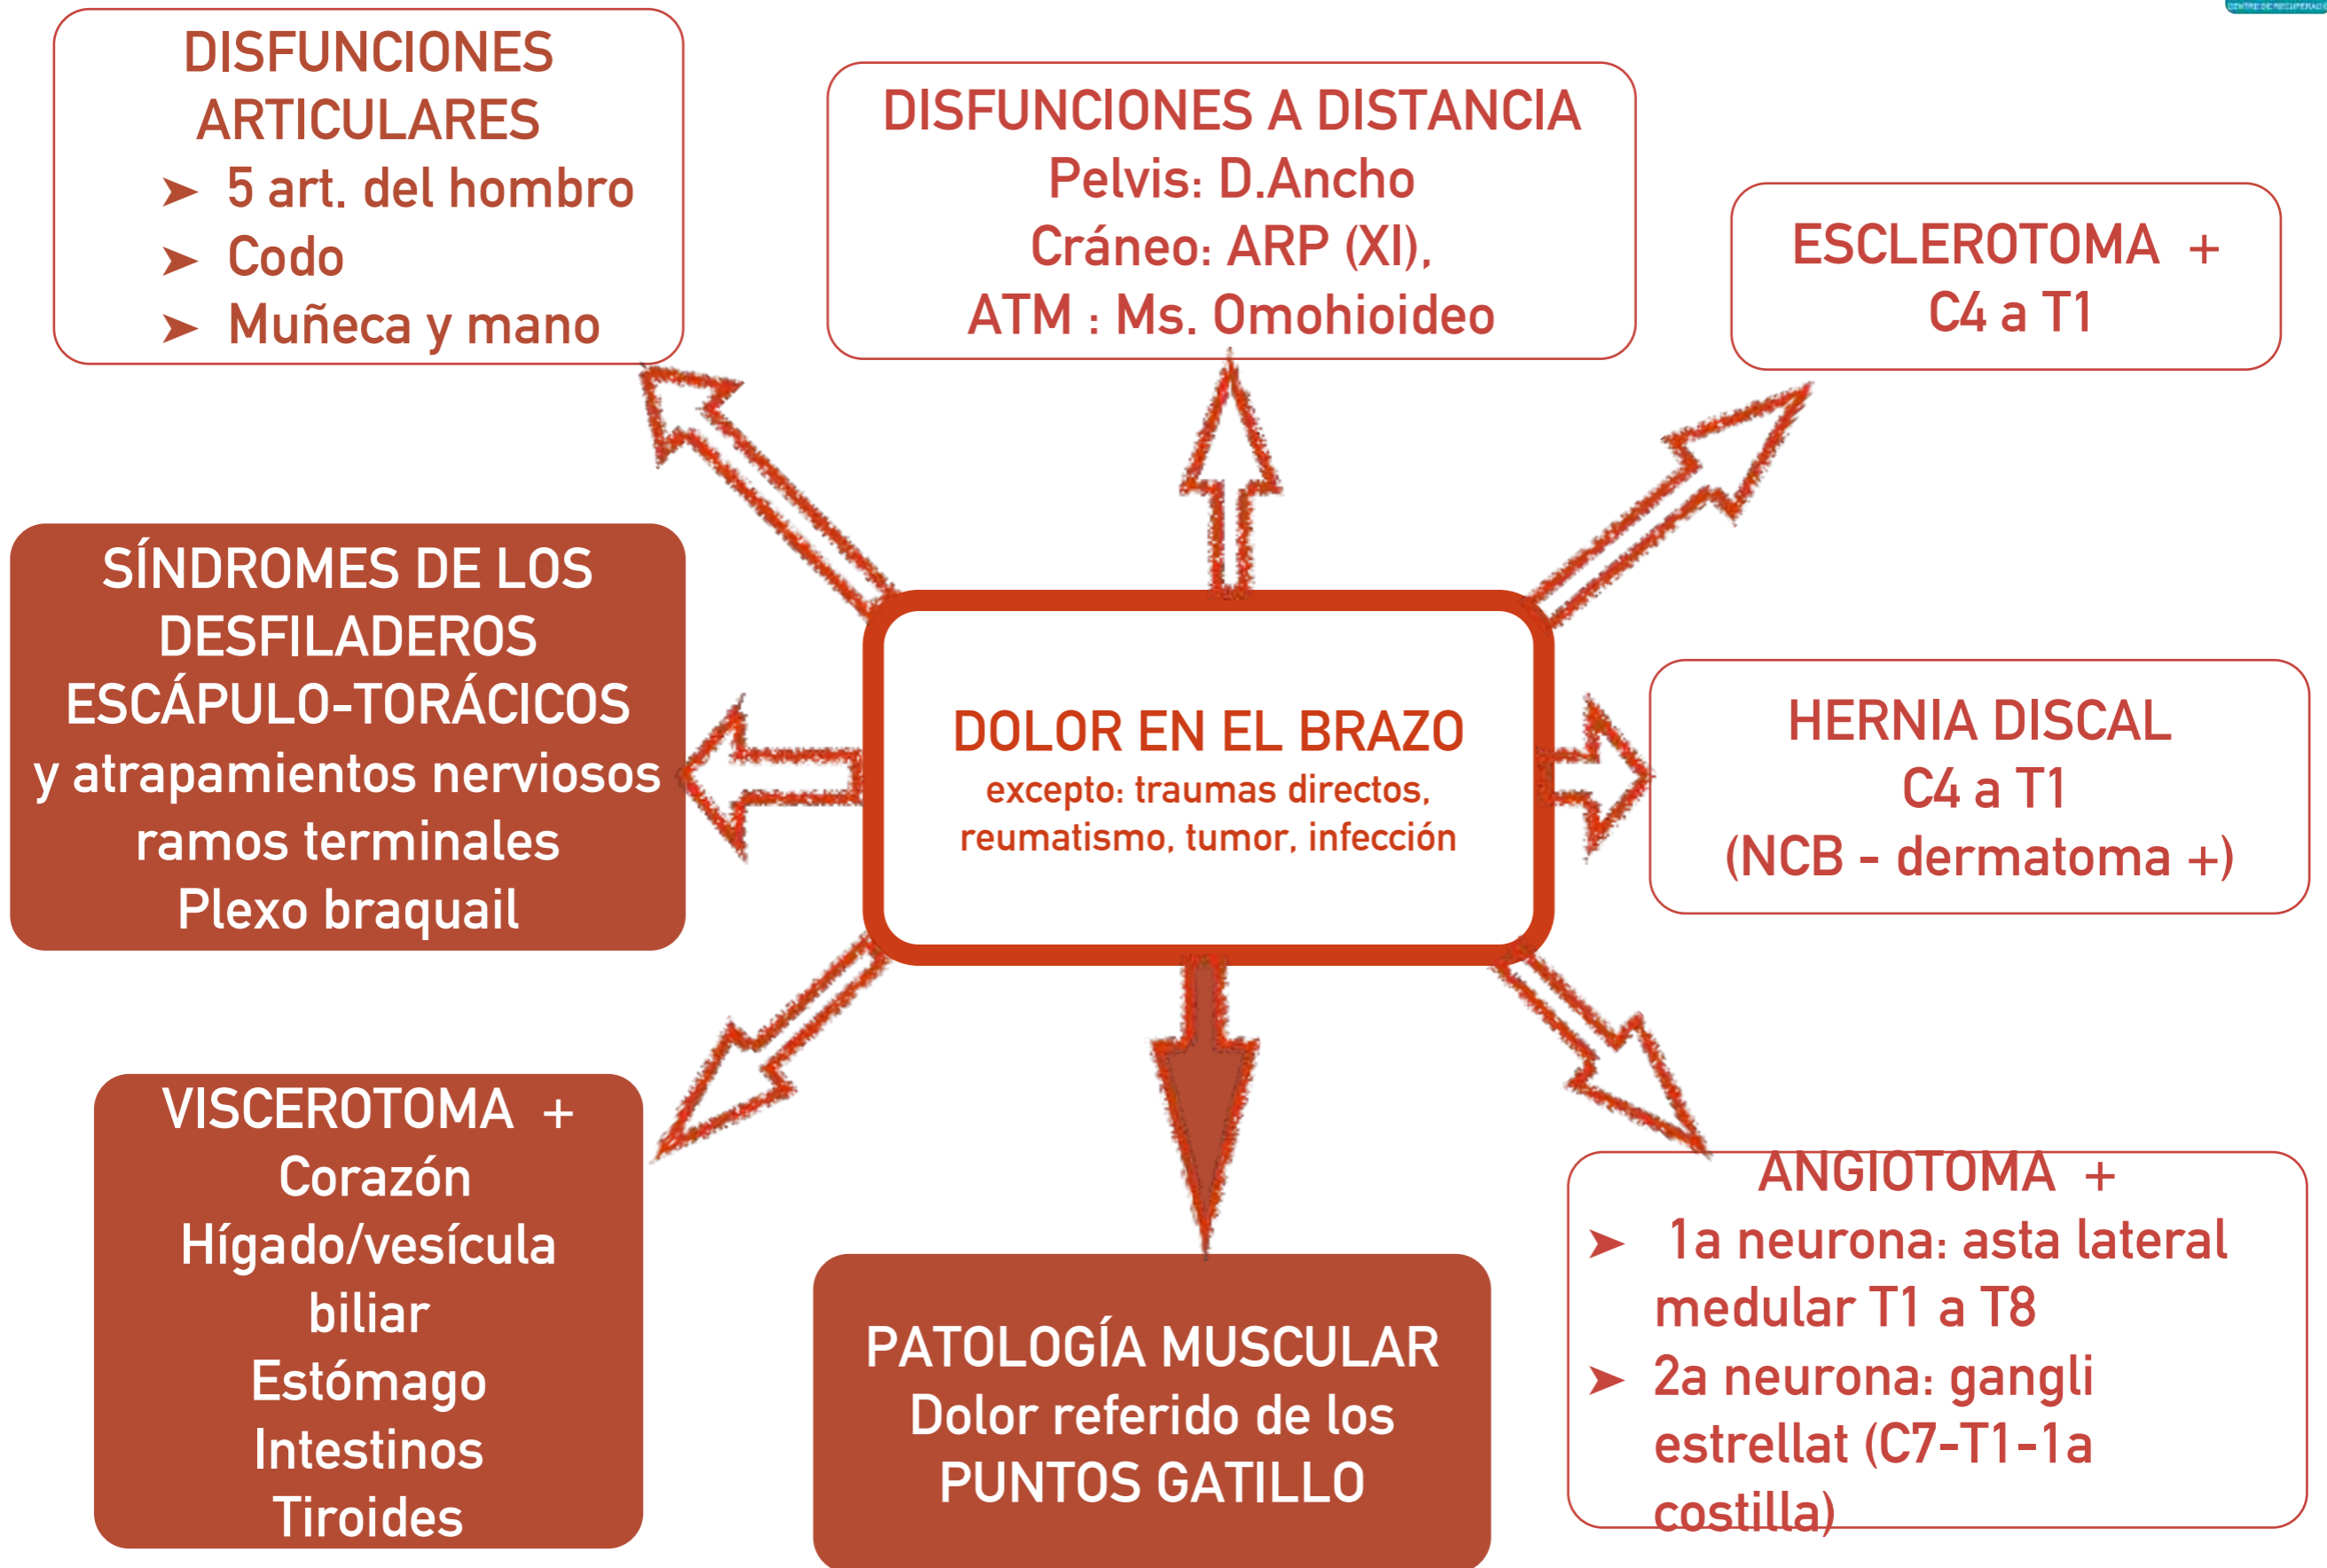 CENTRE DE RECUPERACIÓ
DISFUNCIONES
ARTICULARES
➤ 5 art. del hombro
➤ Codo
➤ Muñeca y mano
DISFUNCIONES A DISTANCIA
Pelvis: D.Ancho
Cráneo: ARP (XI),
ATM : Ms. Omohioideo
ESCLEROTOMA +
C4 a T1
SÍNDROMES DE LOS
DESFILADEROS
ESCÁPULO-TORÁCICOS
y atrapamientos nerviosos
ramos terminales
Plexo braquail
DOLOR EN EL BRAZO
excepto: traumas directos,
reumatismo, tumor, infección
HERNIA DISCAL
C4 a T1
(NCB - dermatoma +)
VISCEROTOMA +
Corazón
Hígado/vesícula
biliar
Estómago
Intestinos
Tiroides
PATOLOGÍA MUSCULAR
Dolor referido de los
PUNTOS GATILLO
ANGIOTOMA +
➤ 1a neurona: asta lateral
medular T1 a T8
➤ 2a neurona: gangli
estrellat (C7-T1-1a
costilla)